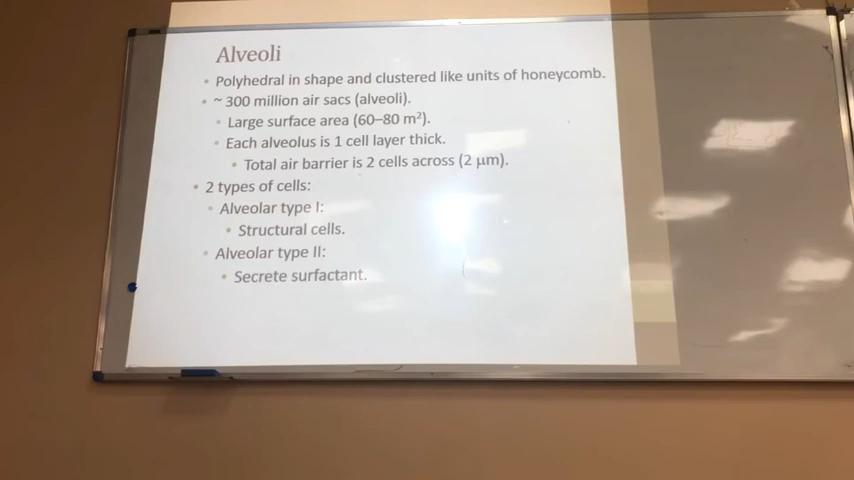 Alveoli
• Polyhedral in shape and clustered like units of honeycomb.
• ~ 300 million air sacs (alveoli).
• Large surface area (60–80 m²).
• Each alveolus is 1 cell layer thick.
• Total air barrier is 2 cells across (2 μm).
• 2 types of cells:
• Alveolar type I:
• Structural cells.
• Alveolar type II:
• Secrete surfactant.